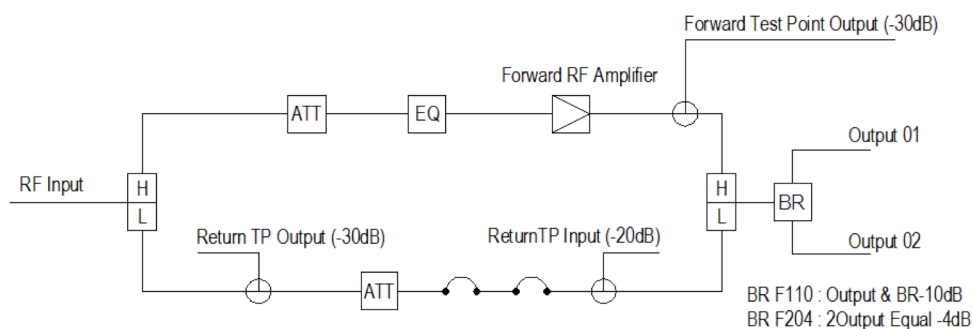 Forward Test Point Output (-30dB)
Forward RF Amplifier
ATT
EQ
Output 01
RF Input
H
L
H
L
BR
Return TP Output (-30dB)
ReturnTP Input (-20dB)
Output 02
ATT
BR F110 : Output & BR-10dB
BR F204 : 2Output Equal -4dB